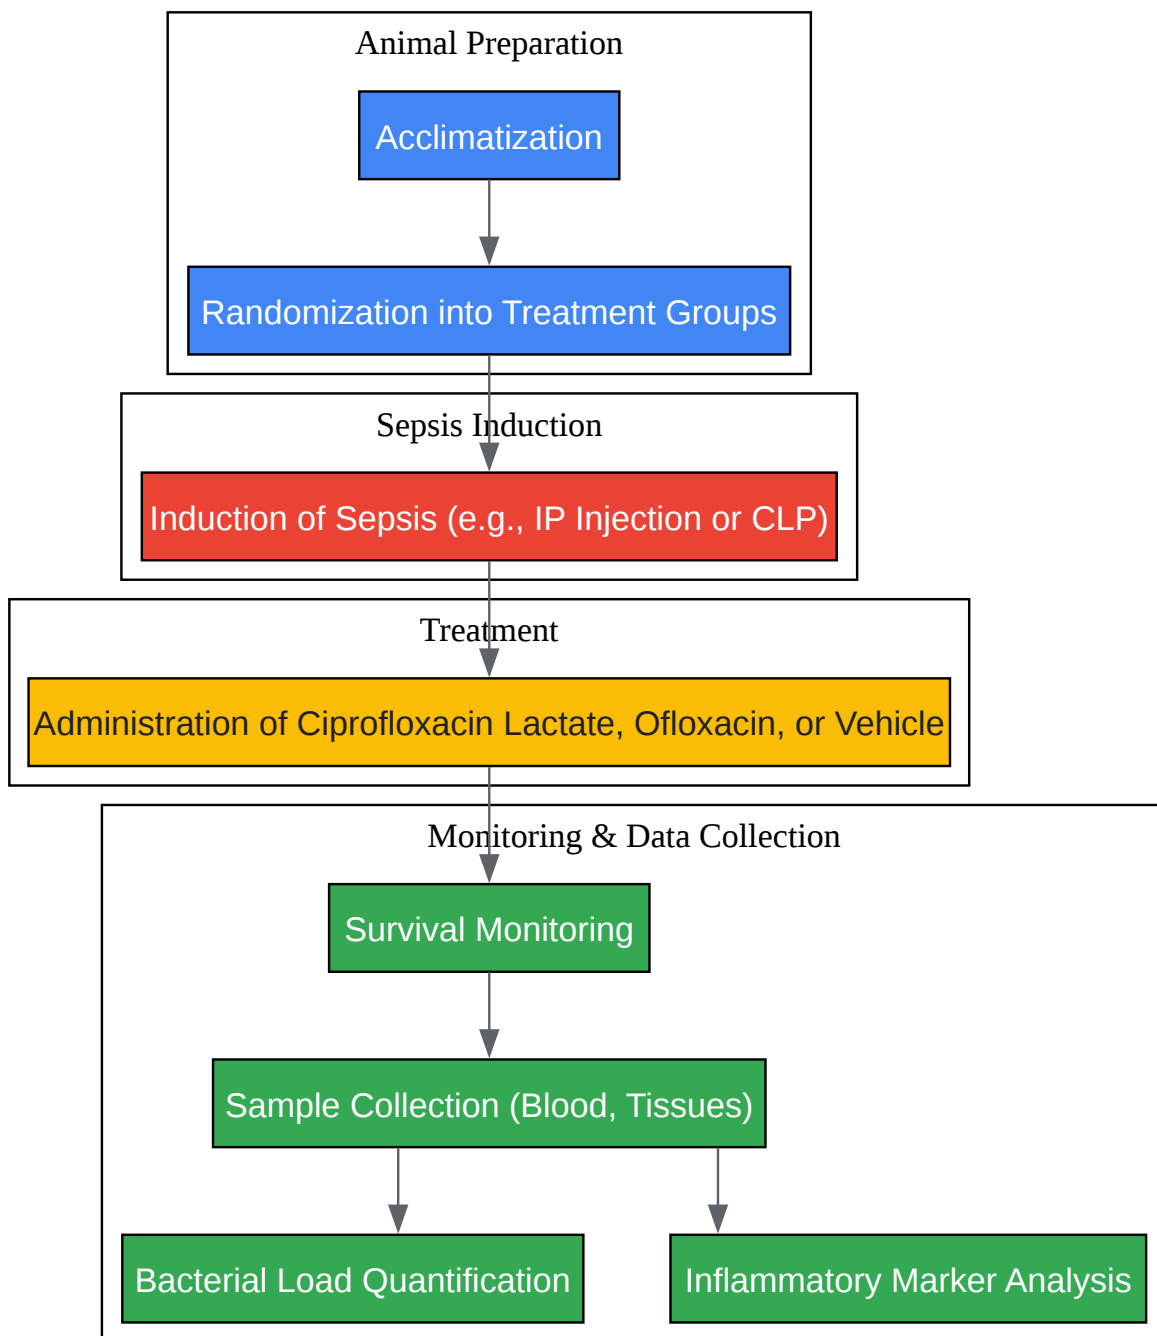 Animal Preparation
Acclimatization
Randomization into Treatment Groups
Sepsis Induction
Induction of Sepsis (e.g., IP Injection or CLP)
Treatment
Administration of Ciprofloxacin Lactate, Ofloxacin, or Vehicle
Monitoring & Data Collection
Survival Monitoring
Sample Collection (Blood, Tissues)
Bacterial Load Quantification
Inflammatory Marker Analysis